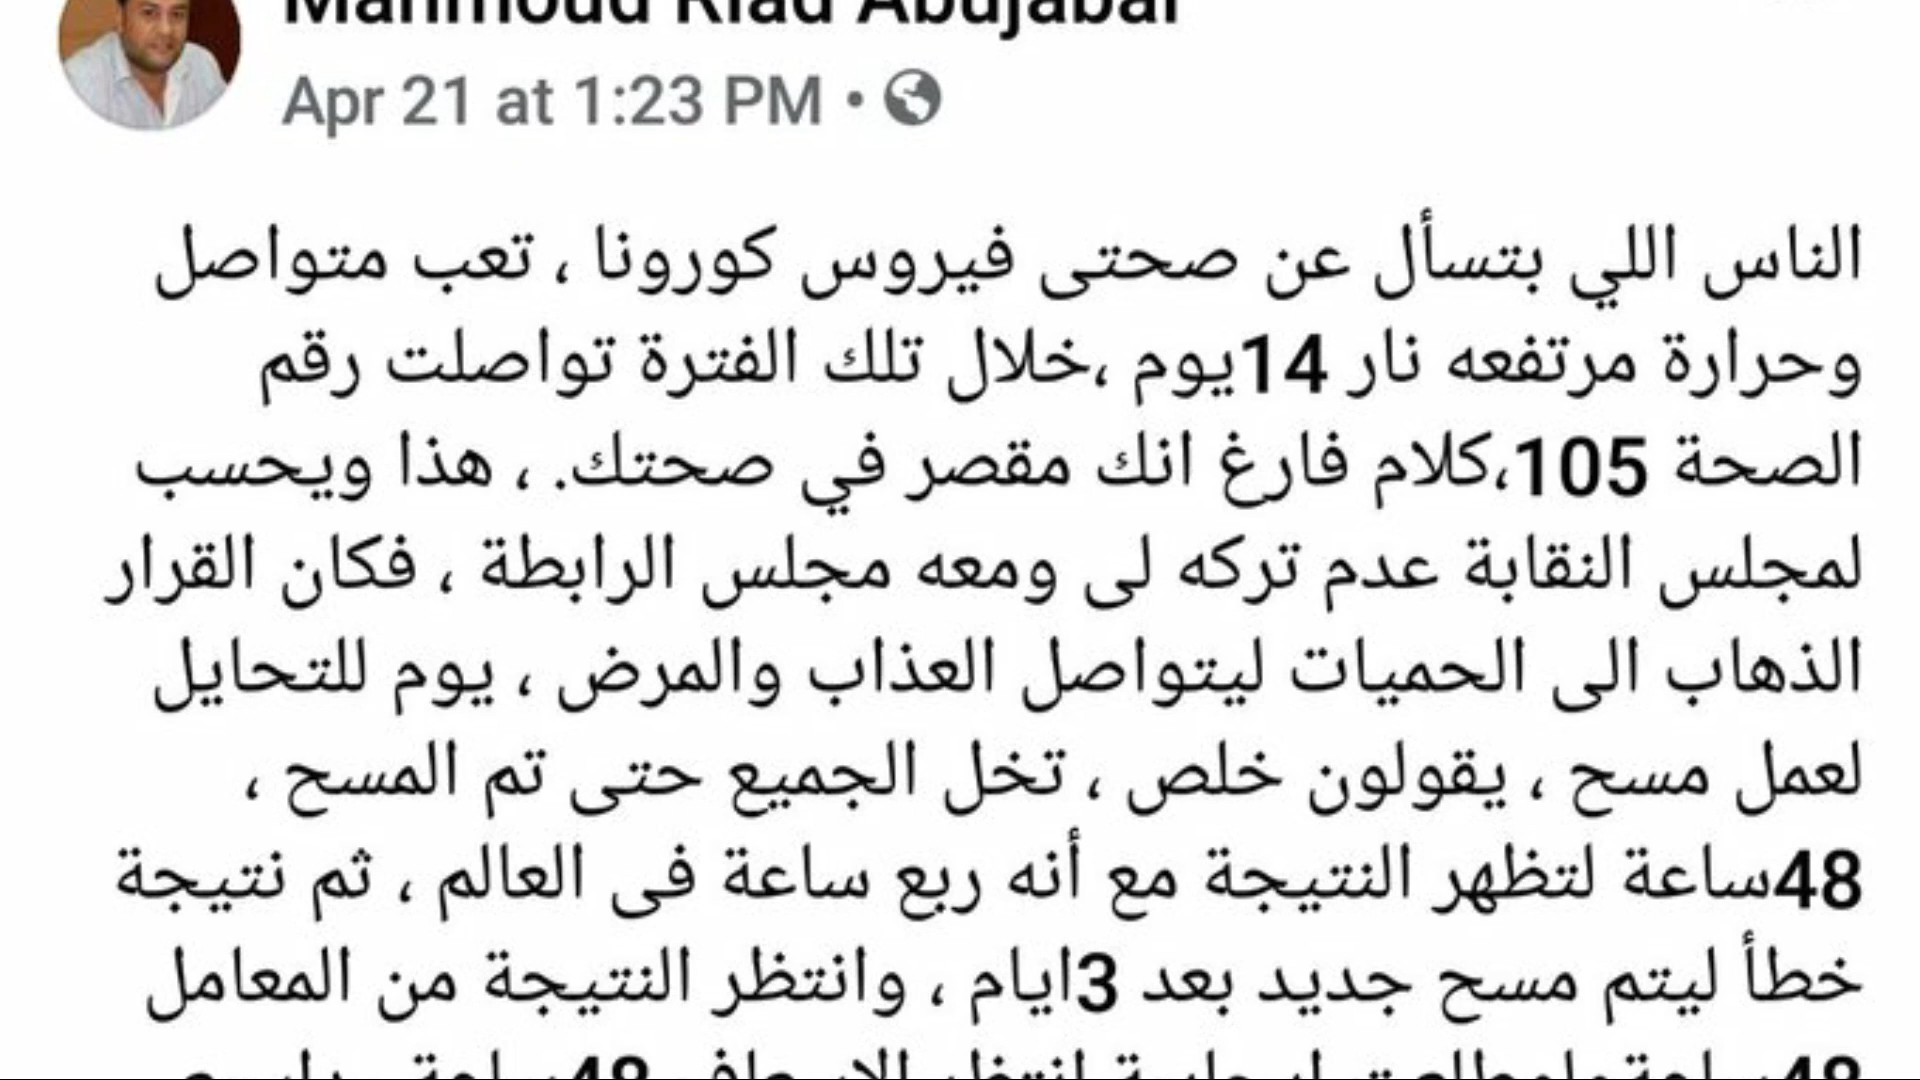 Mahmoud Riad Abujabal
Apr 21 at 1:23 PM •
الناس اللي بتسأل عن صحتى فيروس كورونا ، تعب متواصل
وحرارة مرتفعه نار 14يوم ،خلال تلك الفترة تواصلت رقم
الصحة 105،كلام فارغ انك مقصر في صحتك. ، هذا ويحسب
لمجلس النقابة عدم تركه لى ومعه مجلس الرابطة ، فكان القرار
الذهاب الى الحميات ليتواصل العذاب والمرض ، يوم للتحايل
لعمل مسح ، يقولون خلص ، تخل الجميع حتى تم المسح ،
48ساعة لتظهر النتيجة مع أنه ربع ساعة فى العالم ، ثم نتيجة
خطأ ليتم مسح جديد بعد 3ايام ، وانتظر النتيجة من المعامل